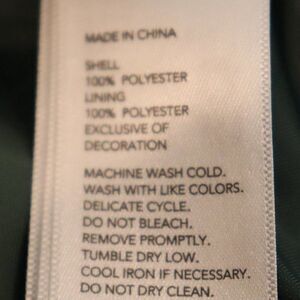 MADE IN CHINA
SHELL
100% POLYESTER
LINING
100% POLYESTER
EXCLUSIVE OF
DECORATION
MACHINE WASH COLD.
WASH WITH LIKE COLORS.
DELICATE CYCLE.
DO NOT BLEACH.
REMOVE PROMPTLY.
TUMBLE DRY LOW.
COOL IRON IF NECESSARY.
DO NOT DRY CLEAN.